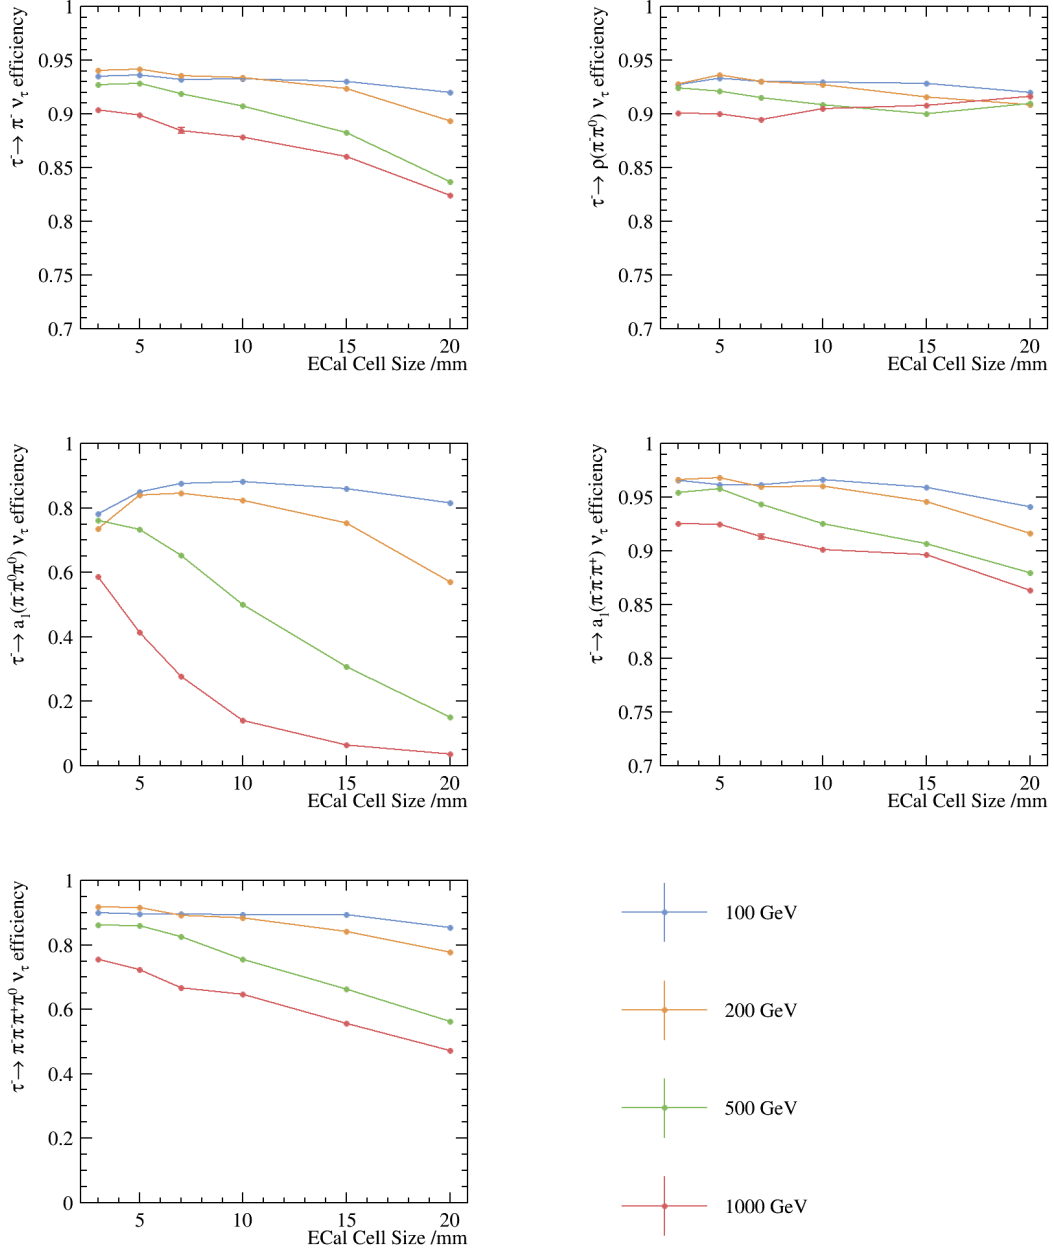 τ⁻→ π⁻ ν_τ efficiency
1
0.95
0.9
0.85
0.8
0.75
0.7
5 10 15 20
ECal Cell Size /mm
τ⁻→ ρ(π⁻π⁰) ν_τ efficiency
1
0.95
0.9
0.85
0.8
0.75
0.7
5 10 15 20
ECal Cell Size /mm
τ⁻→ a₁(π⁻π⁰π⁰) ν_τ efficiency
1
0.8
0.6
0.4
0.2
0
5 10 15 20
ECal Cell Size /mm
τ⁻→ a₁(π⁻π⁻π⁺) ν_τ efficiency
1
0.95
0.9
0.85
0.8
0.75
0.7
5 10 15 20
ECal Cell Size /mm
τ⁻→ π⁻π⁻π⁺π⁰ ν_τ efficiency
1
0.8
0.6
0.4
0.2
0
5 10 15 20
ECal Cell Size /mm
100 GeV
200 GeV
500 GeV
1000 GeV